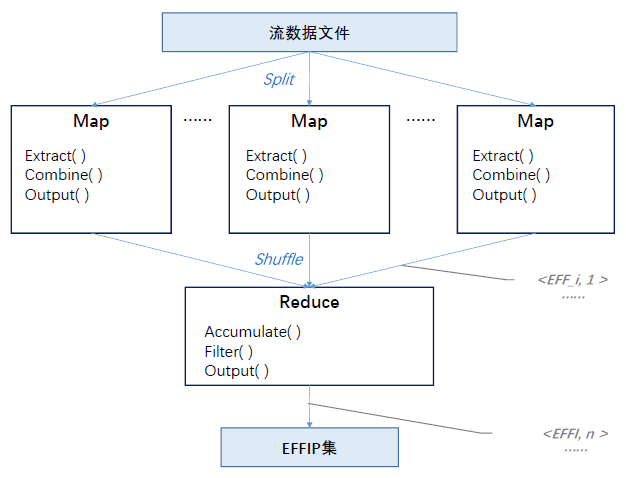 流数据文件
Split
Map
Extract( )
Combine( )
Output( )
……
Map
Extract( )
Combine( )
Output( )
……
Map
Extract( )
Combine( )
Output( )
Shuffle
<EFF_i, 1 >
……
Reduce
Accumulate( )
Filter( )
Output( )
<EFFI, n >
……
EFFIP集